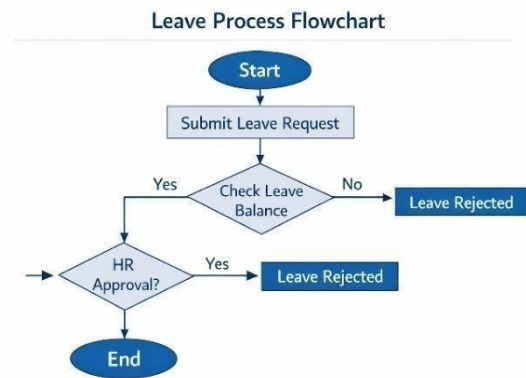 Leave Process Flowchart
Start
Submit Leave Request
Yes
Check Leave
Balance
No
Leave Rejected
HR
Approval?
Yes
Leave Rejected
End